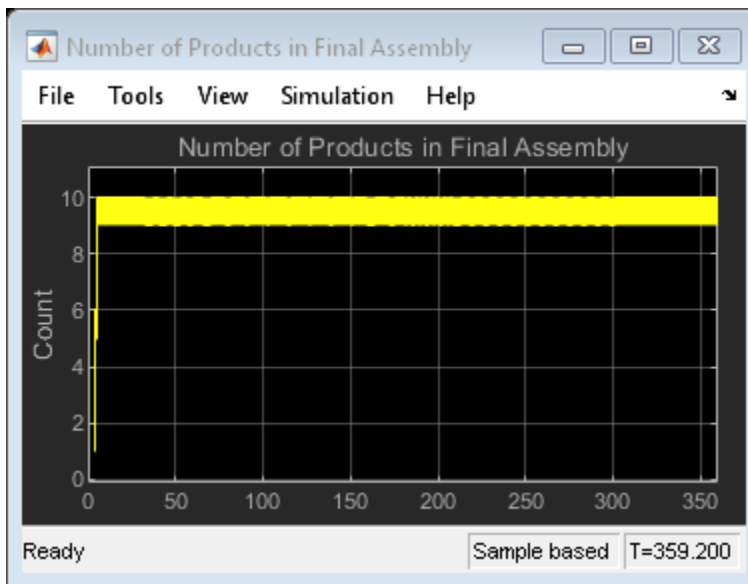 Number of Products in Final Assembly
File Tools View Simulation Help
Number of Products in Final Assembly
10
8
6
4
2
0
Count
0 50 100 150 200 250 300 350
Ready Sample based T=359.200